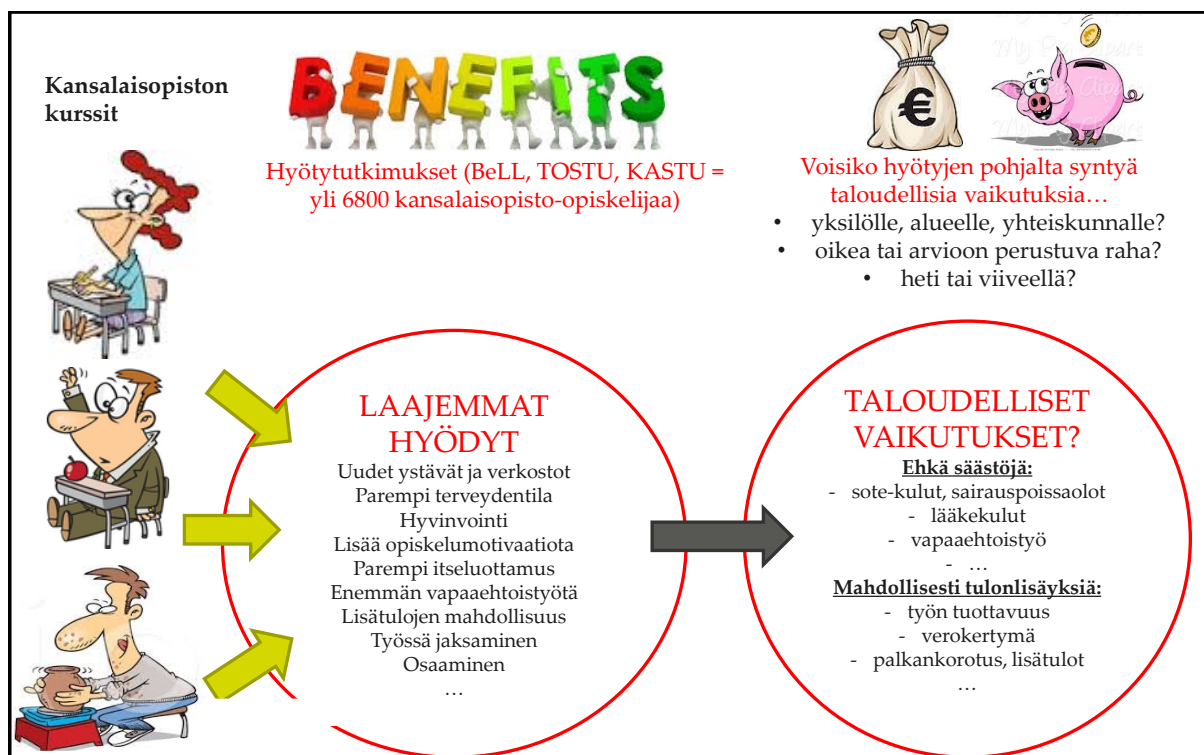 Kansalaisopiston
kurssit
BENEFITS
Hyötytutkimukset (BeLL, TOSTU, KASTU =
yli 6800 kansalaisopisto-opiskelijaa)
€
Voisiko hyötyjen pohjalta syntyä
taloudellisia vaikutuksia…
• yksilölle, alueelle, yhteiskunnalle?
• oikea tai arvioon perustuva raha?
• heti tai viiveellä?
LAAJEMMAT
HYÖDYT
Uudet ystävät ja verkostot
Parempi terveydentila
Hyvinvointi
Lisää opiskelumotivaatiota
Parempi itseluottamus
Enemmän vapaaehtoistyötä
Lisätulojen mahdollisuus
Työssä jaksaminen
Osaaminen
…
TALOUDELLISET
VAIKUTUKSET?
Ehkä säästöjä:
- sote-kulut, sairauspoissaolot
- lääkekulut
- vapaaehtoistyö
- …
Mahdollisesti tulonlisäyksiä:
- työn tuottavuus
- verokertymä
- palkankorotus, lisätulot
…